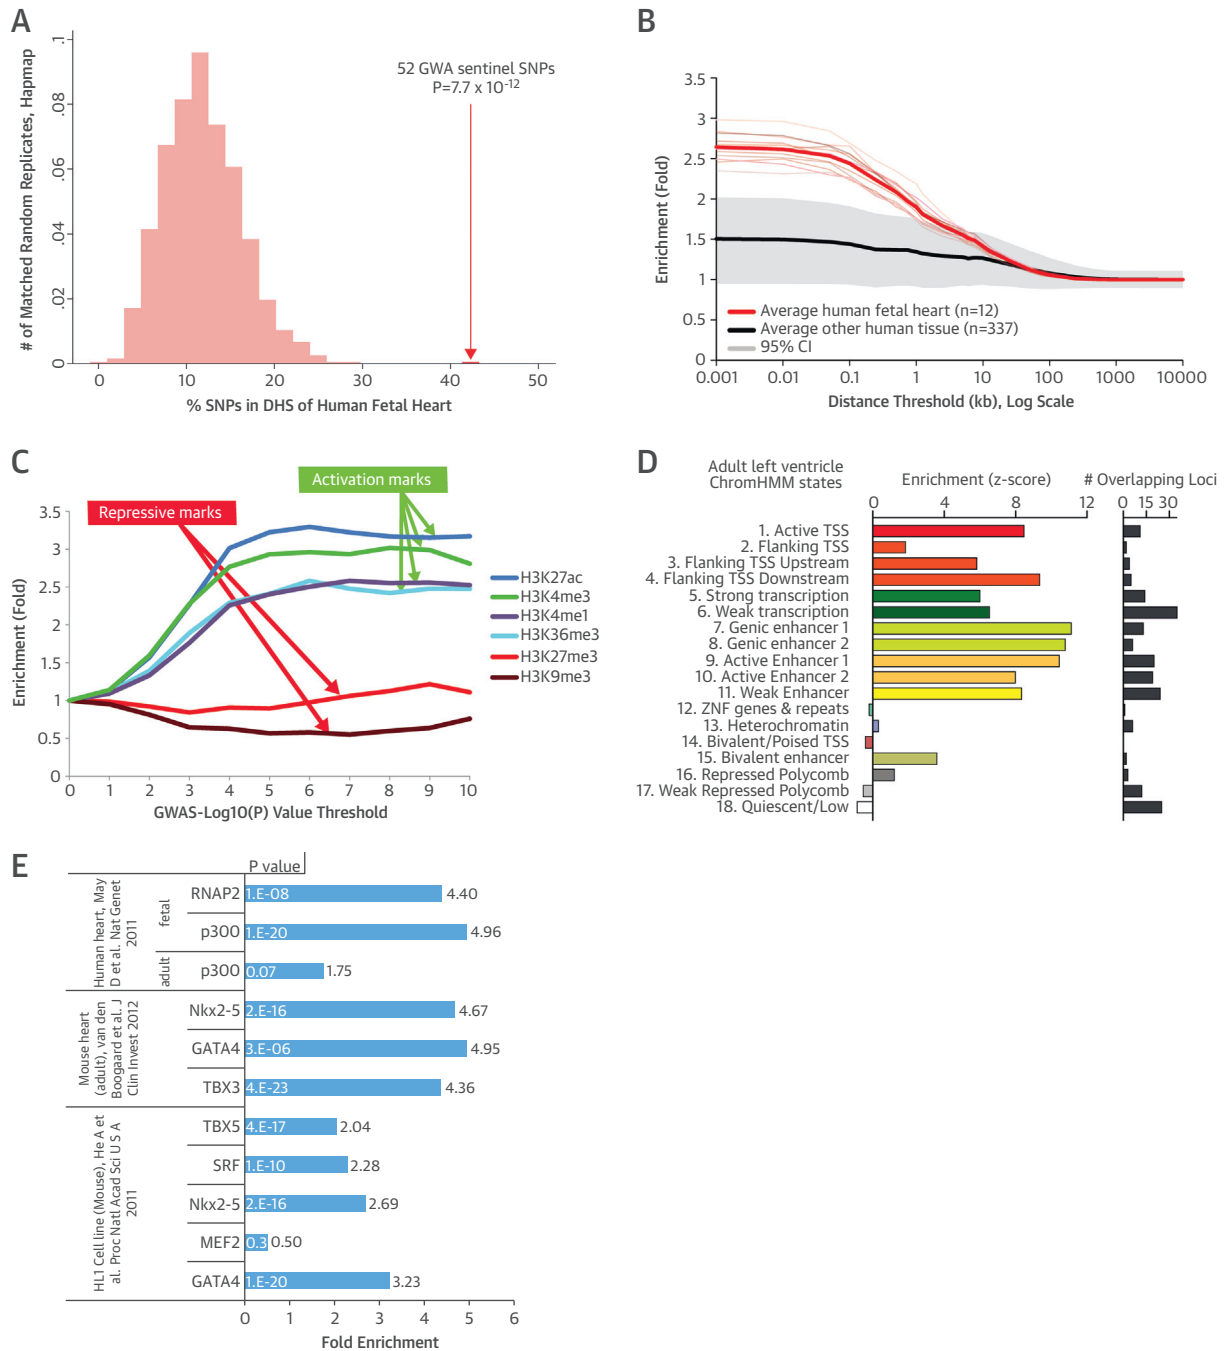 A
.1
.08
.06
.04
.02
0
# of Matched Random Replicates, Hapmap
52 GWA sentinel SNPs
P=7.7 x 10-12
0 10 20 30 40 50
% SNPs in DHS of Human Fetal Heart
B
3.5
3
2.5
2
1.5
1
0.5
0
Enrichment (Fold)
Average human fetal heart (n=12)
Average other human tissue (n=337)
95% CI
0.001 0.01 0.1 1 10 100 1000 10000
Distance Threshold (kb), Log Scale
C
Activation marks
Repressive marks
3.5
3
2.5
2
1.5
1
0.5
0
Enrichment (Fold)
H3K27ac
H3K4me3
H3K4me1
H3K36me3
H3K27me3
H3K9me3
0 1 2 3 4 5 6 7 8 9 10
GWAS-Log10(P) Value Threshold
D
Adult left ventricle
ChromHMM states
Enrichment (z-score)
# Overlapping Loci
0 4 8 12
0 15 30
1. Active TSS
2. Flanking TSS
3. Flanking TSS Upstream
4. Flanking TSS Downstream
5. Strong transcription
6. Weak transcription
7. Genic enhancer 1
8. Genic enhancer 2
9. Active Enhancer 1
10. Active Enhancer 2
11. Weak Enhancer
12. ZNF genes & repeats
13. Heterochromatin
14. Bivalent/Poised TSS
15. Bivalent enhancer
16. Repressed Polycomb
17. Weak Repressed Polycomb
18. Quiescent/Low
E
P value
Human heart, May
D et al. Nat Genet
2011
fetal
adult
RNAP2 1.E-08 4.40
p300 1.E-20 4.96
p300 0.07 1.75
Mouse heart
(adult), van den
Boogaard et al. J
Clin Invest 2012
Nkx2-5 2.E-16 4.67
GATA4 3.E-06 4.95
TBX3 4.E-23 4.36
HL1 Cell line (Mouse), He A et
al. Proc Natl Acad Sci U S A
2011
TBX5 4.E-17 2.04
SRF 1.E-10 2.28
Nkx2-5 2.E-16 2.69
MEF2 0.3 0.50
GATA4 1.E-20 3.23
0 1 2 3 4 5 6
Fold Enrichment